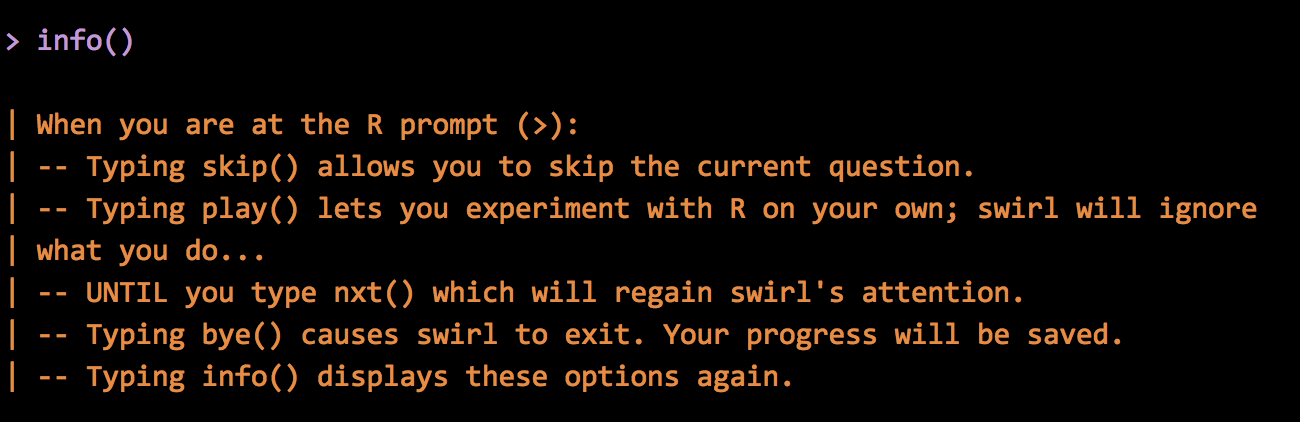 > info()
| When you are at the R prompt (>):
| -- Typing skip() allows you to skip the current question.
| -- Typing play() lets you experiment with R on your own; swirl will ignore
| what you do...
| -- UNTIL you type nxt() which will regain swirl's attention.
| -- Typing bye() causes swirl to exit. Your progress will be saved.
| -- Typing info() displays these options again.